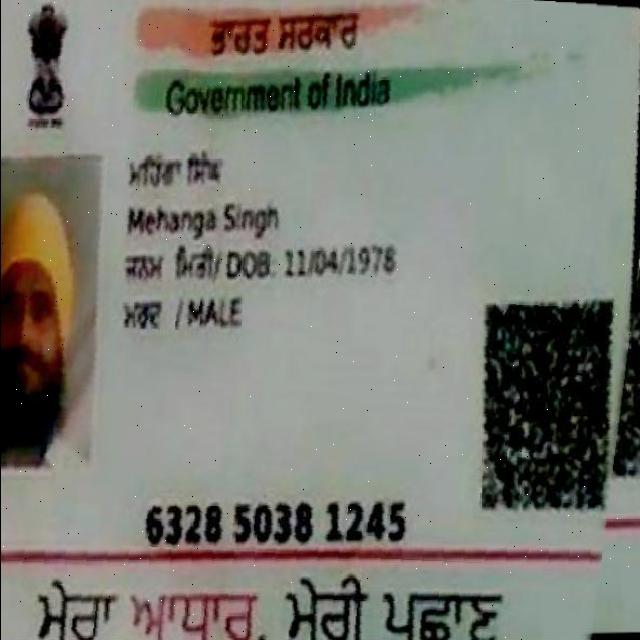 ਭਾਰਤ ਸਰਕਾਰ
Government of India
ਮਹਿੰਗਾ ਸਿੰਘ
Mehanga Singh
ਜਨਮ ਮਿਤੀ/ DOB: 11/04/1978
ਮਰਦ / MALE
6328 5038 1245
ਮੇਰਾ ਆਧਾਰ, ਮੇਰੀ ਪਛਾਣ